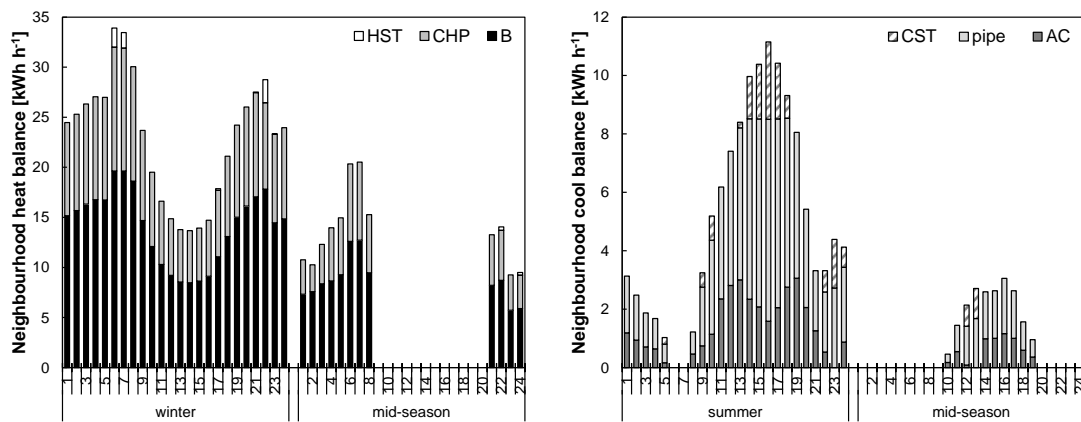 Neighbourhood heat balance [kWh h⁻¹]
35
30
25
20
15
10
5
0
HST CHP B
1 3 5 7 9 11 13 15 17 19 21 23 2 4 6 8 10 12 14 16 18 20 22 24
winter mid-season
Neighbourhood cool balance [kWh h⁻¹]
12
10
8
6
4
2
0
CST pipe AC
1 3 5 7 9 11 13 15 17 19 21 23 2 4 6 8 10 12 14 16 18 20 22 24
summer mid-season